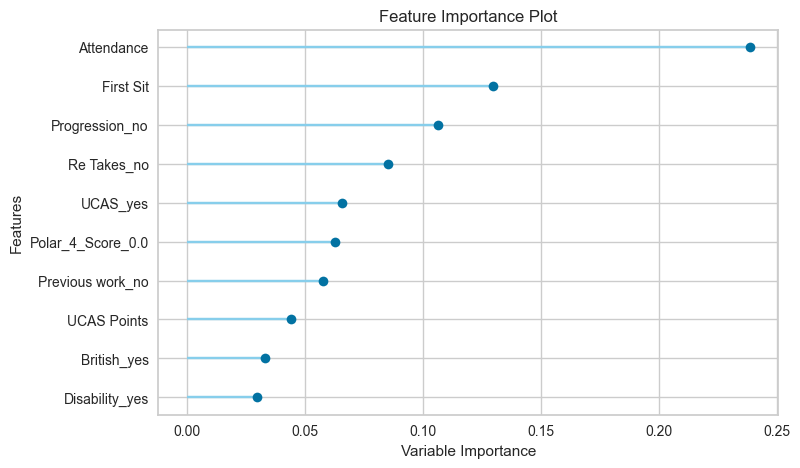 Feature Importance Plot
Attendance
First Sit
Progression_no
Re Takes_no
UCAS_yes
Polar_4_Score_0.0
Previous work_no
UCAS Points
British_yes
Disability_yes
Features
0.00 0.05 0.10 0.15 0.20 0.25
Variable Importance